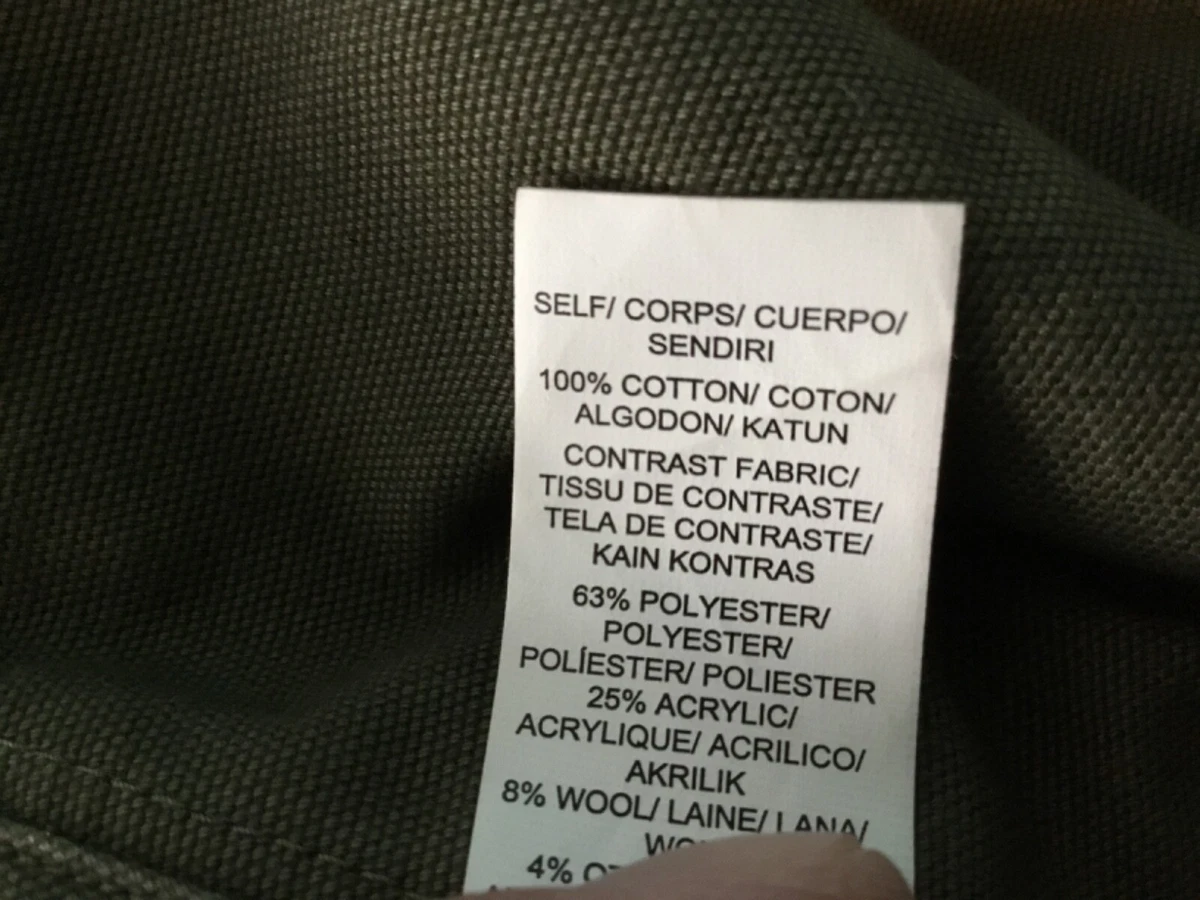 SELF/ CORPS/ CUERPO/
SENDIRI
100% COTTON/ COTON/
ALGODON/ KATUN
CONTRAST FABRIC/
TISSU DE CONTRASTE/
TELA DE CONTRASTE/
KAIN KONTRAS
63% POLYESTER/
POLYESTER/
POLÍESTER/ POLIESTER
25% ACRYLIC/
ACRYLIQUE/ ACRILICO/
AKRILIK
8% WOOL/ LAINE/ LANA/
4%